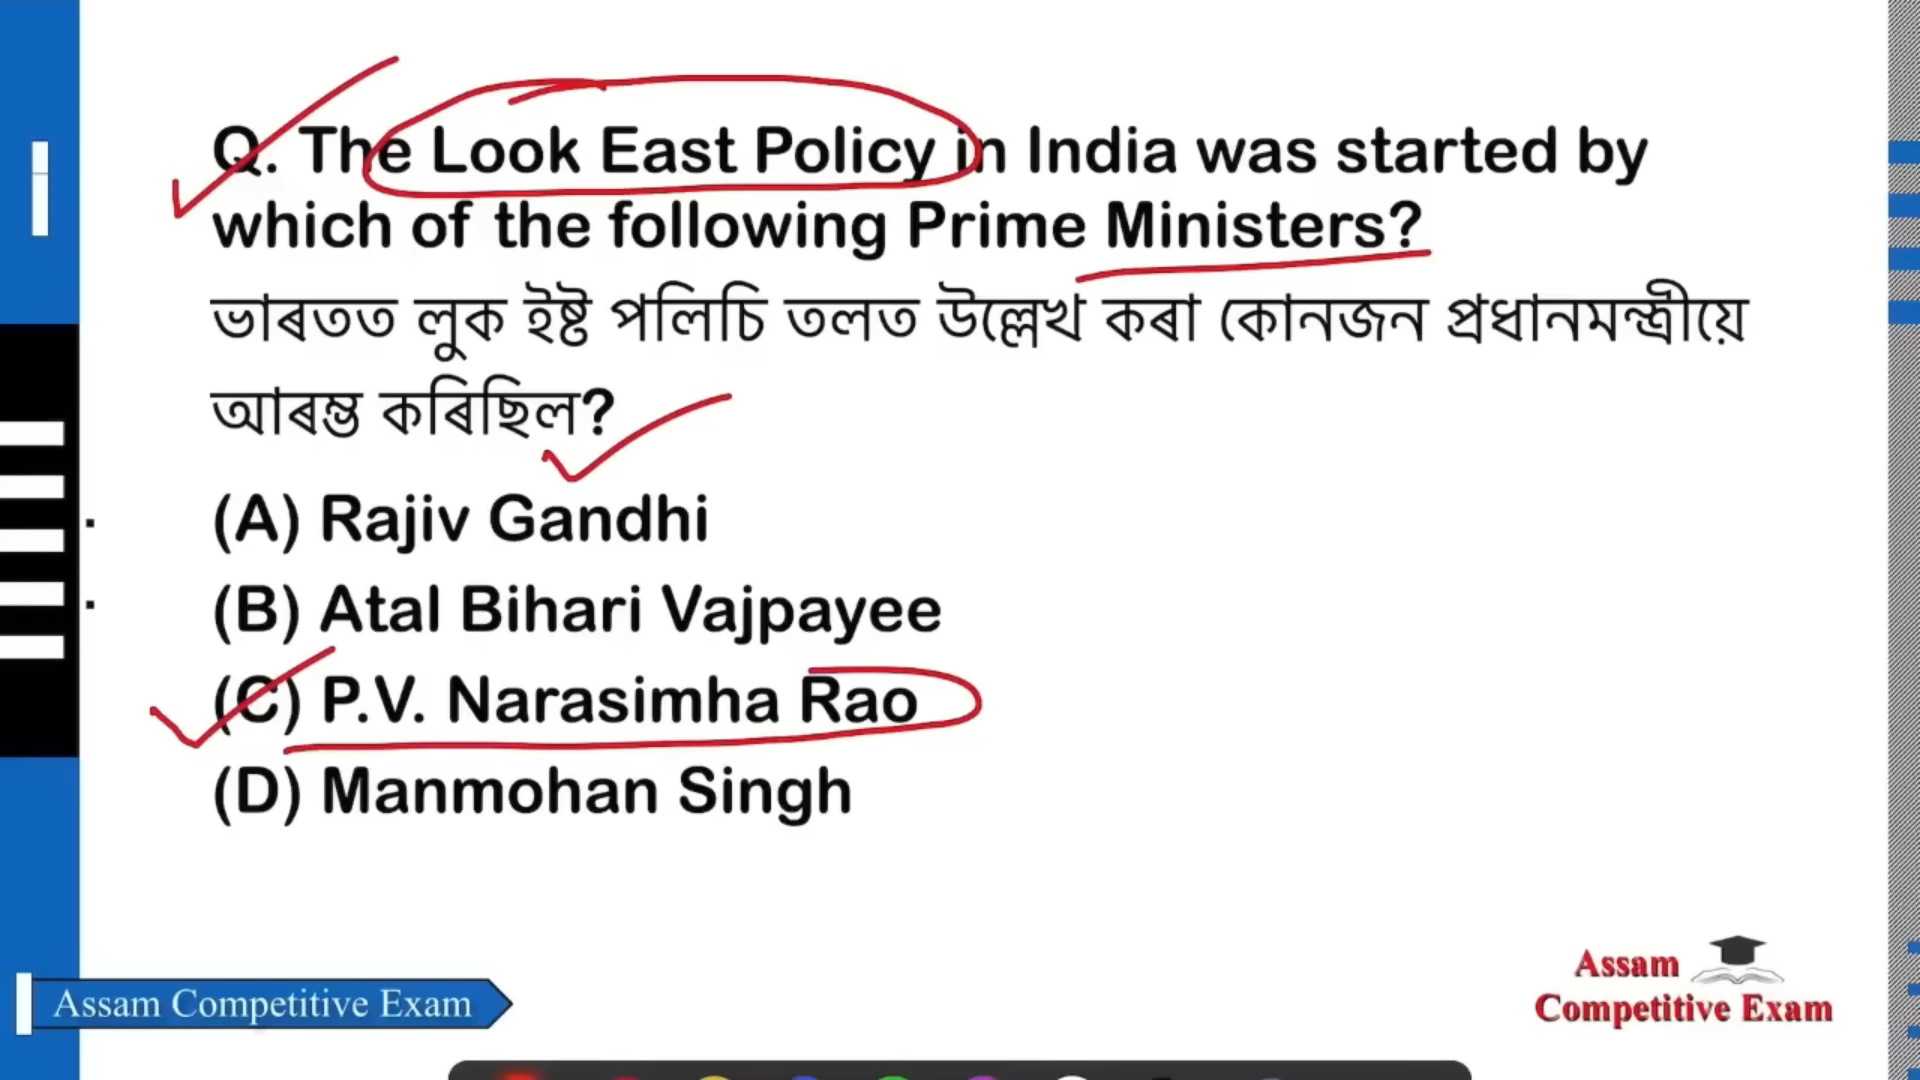 Q. The Look East Policy in India was started by
which of the following Prime Ministers?
ভাৰতত লুক ইষ্ট পলিচি তলত উল্লেখ কৰা কোনজন প্ৰধানমন্ত্ৰীয়ে
আৰম্ভ কৰিছিল?
(A) Rajiv Gandhi
(B) Atal Bihari Vajpayee
(C) P.V. Narasimha Rao
(D) Manmohan Singh
Assam Competitive Exam
Assam
Competitive Exam